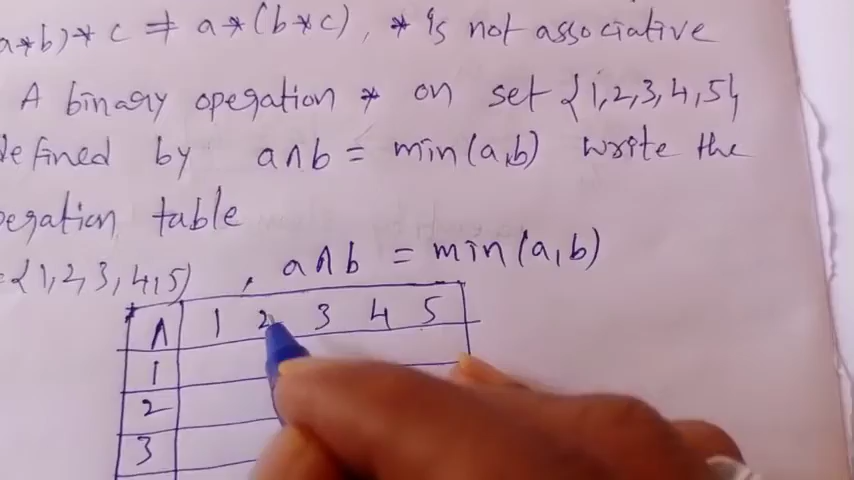 a*b)*c ≠ a*(b*c), * is not associative
A binary operation * on set {1,2,3,4,5}
defined by a∧b = min(a,b) write the
peration table
= {1,2,3,4,5} , a∧b = min(a,b)
∧ 1 2 3 4 5
1
2
3